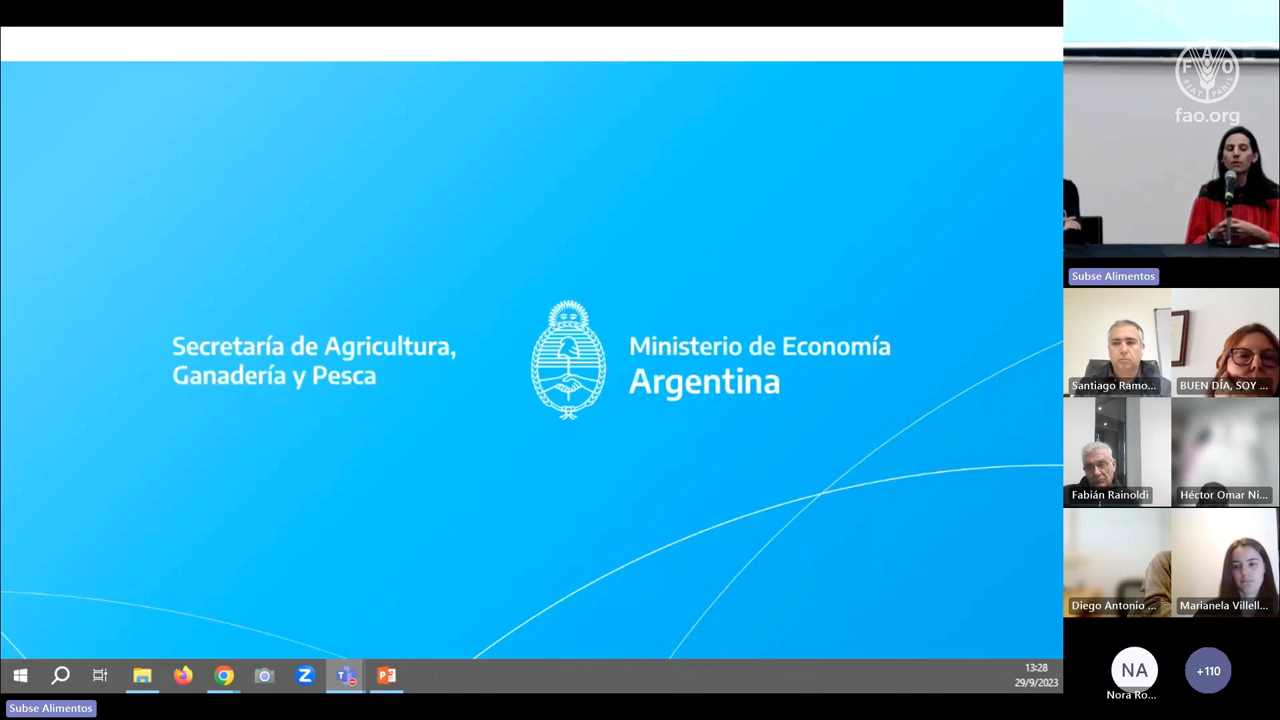 Secretaría de Agricultura,
Ganadería y Pesca
Ministerio de Economía
Argentina
F A O
FIAT PANIS
fao.org
Subse Alimentos
Santiago Ramo...
BUEN DÍA, SOY ...
Fabián Rainoldi
Héctor Omar Ni...
Diego Antonio ...
Marianela Villell...
NA
Nora Ro...
+110
13:28
29/9/2023
Subse Alimentos